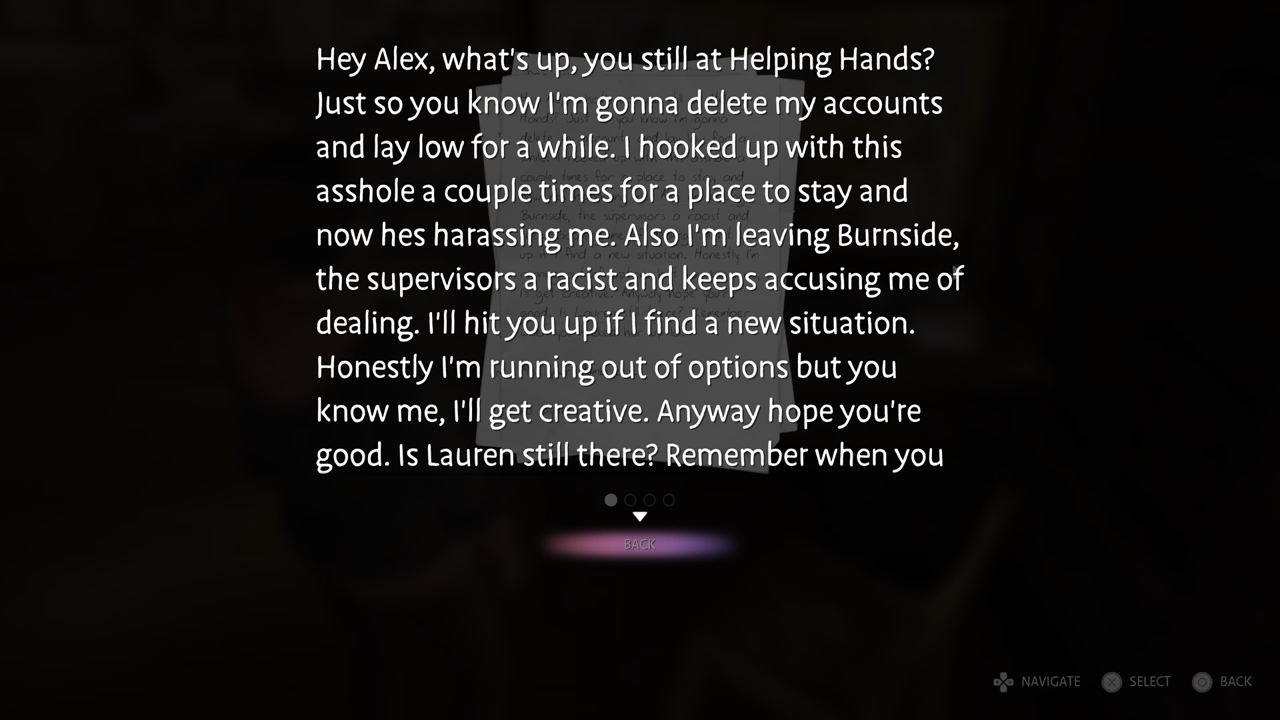 Hey Alex, what's up, you still at Helping Hands?
Just so you know I'm gonna delete my accounts
and lay low for a while. I hooked up with this
asshole a couple times for a place to stay and
now hes harassing me. Also I'm leaving Burnside,
the supervisors a racist and keeps accusing me of
dealing. I'll hit you up if I find a new situation.
Honestly I'm running out of options but you
know me, I'll get creative. Anyway hope you're
good. Is Lauren still there? Remember when you
BACK
NAVIGATE
SELECT
BACK